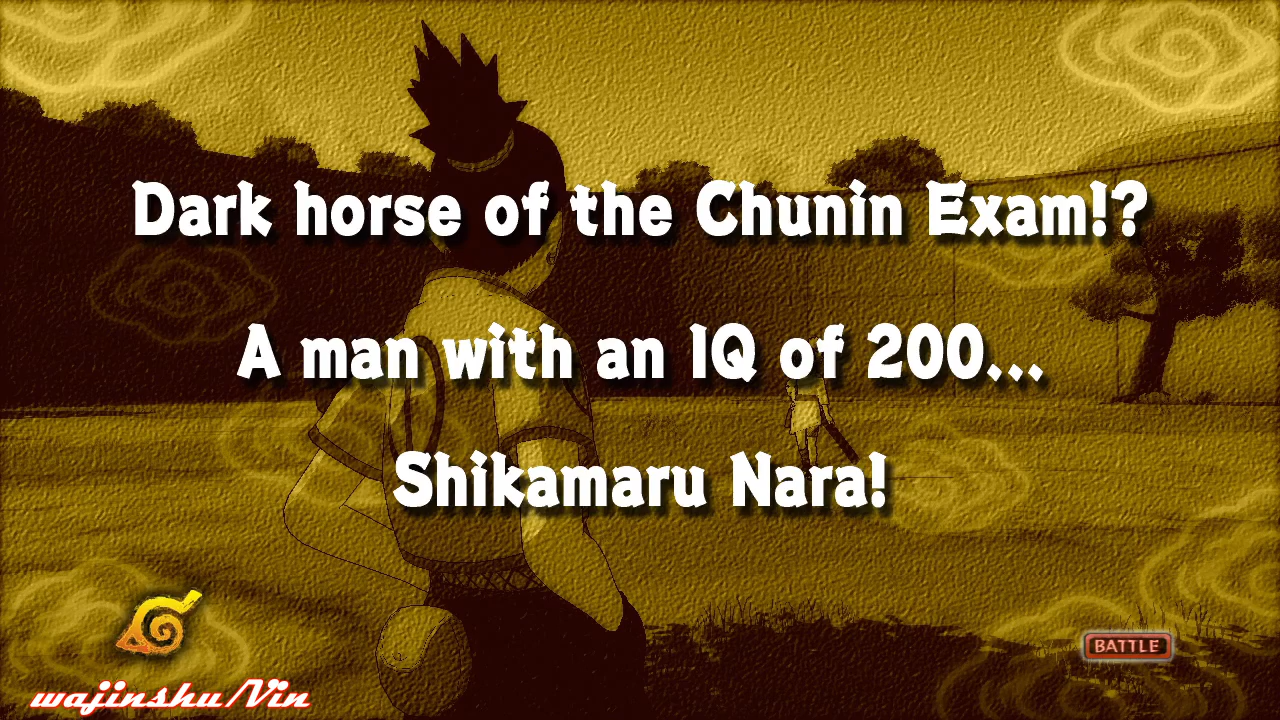 Dark horse of the Chunin Exam!?
A man with an IQ of 200...
Shikamaru Nara!
BATTLE
wajinshu/Vin